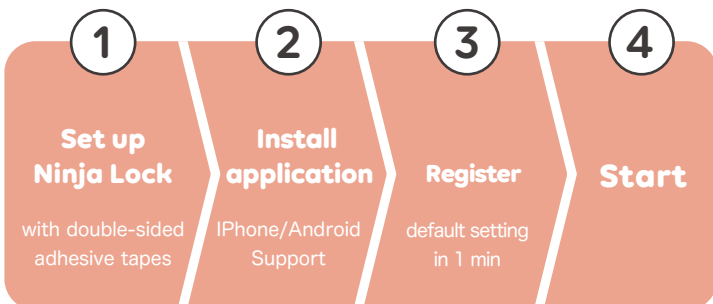 1
Set up
Ninja Lock
with double-sided
adhesive tapes
2
Install
application
IPhone/Android
Support
3
Register
default setting
in 1 min
4
Start